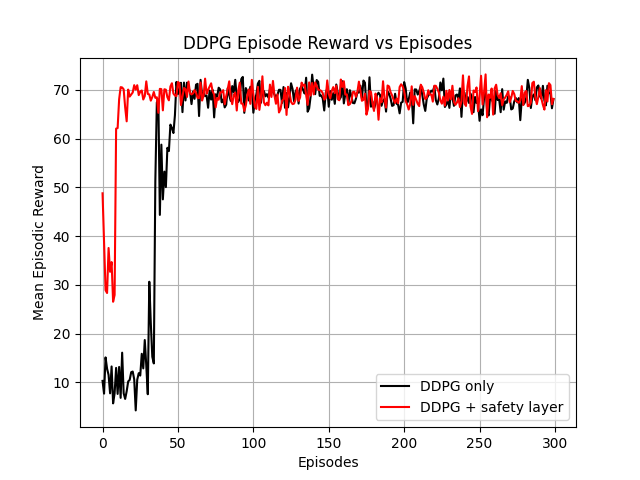 DDPG Episode Reward vs Episodes
Mean Episodic Reward
70
60
50
40
30
20
10
0
50
100
150
200
250
300
Episodes
DDPG only
DDPG + safety layer